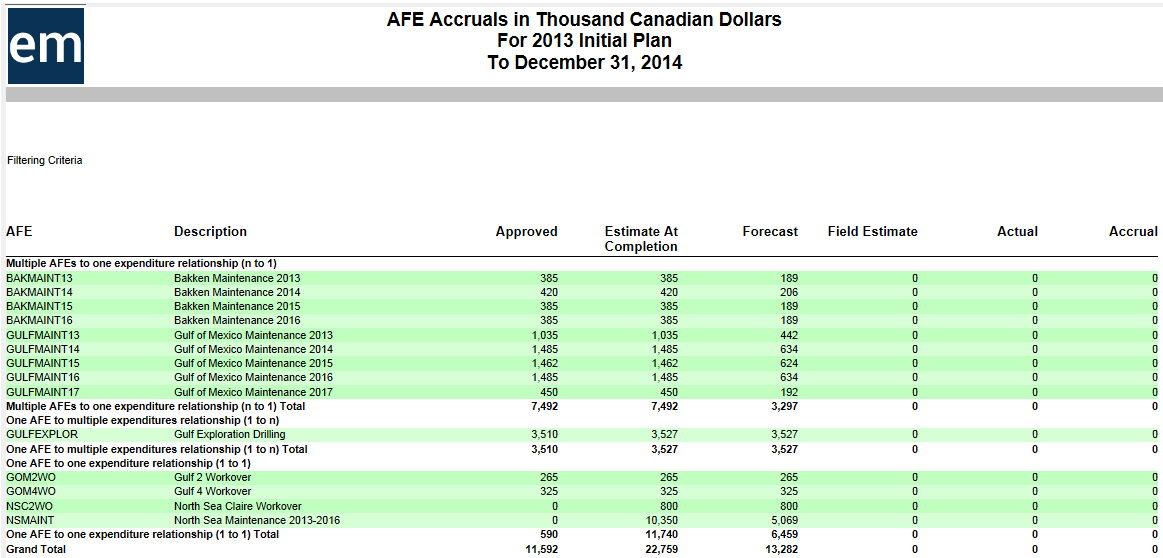 em
AFE Accruals in Thousand Canadian Dollars
For 2013 Initial Plan
To December 31, 2014
Filtering Criteria
AFE Description Approved Estimate At Completion Forecast Field Estimate Actual Accrual
Multiple AFEs to one expenditure relationship (n to 1)
BAKMAINT13 Bakken Maintenance 2013 385 385 189 0 0 0
BAKMAINT14 Bakken Maintenance 2014 420 420 206 0 0 0
BAKMAINT15 Bakken Maintenance 2015 385 385 189 0 0 0
BAKMAINT16 Bakken Maintenance 2016 385 385 189 0 0 0
GULFMAINT13 Gulf of Mexico Maintenance 2013 1,035 1,035 442 0 0 0
GULFMAINT14 Gulf of Mexico Maintenance 2014 1,485 1,485 634 0 0 0
GULFMAINT15 Gulf of Mexico Maintenance 2015 1,462 1,462 624 0 0 0
GULFMAINT16 Gulf of Mexico Maintenance 2016 1,485 1,485 634 0 0 0
GULFMAINT17 Gulf of Mexico Maintenance 2017 450 450 192 0 0 0
Multiple AFEs to one expenditure relationship (n to 1) Total 7,492 7,492 3,297 0 0 0
One AFE to multiple expenditures relationship (1 to n)
GULFEXPLOR Gulf Exploration Drilling 3,510 3,527 3,527 0 0 0
One AFE to multiple expenditures relationship (1 to n) Total 3,510 3,527 3,527 0 0 0
One AFE to one expenditure relationship (1 to 1)
GOM2WO Gulf 2 Workover 265 265 265 0 0 0
GOM4WO Gulf 4 Workover 325 325 325 0 0 0
NSC2WO North Sea Claire Workover 0 800 800 0 0 0
NSMAINT North Sea Maintenance 2013-2016 0 10,350 5,069 0 0 0
One AFE to one expenditure relationship (1 to 1) Total 590 11,740 6,459 0 0 0
Grand Total 11,592 22,759 13,282 0 0 0